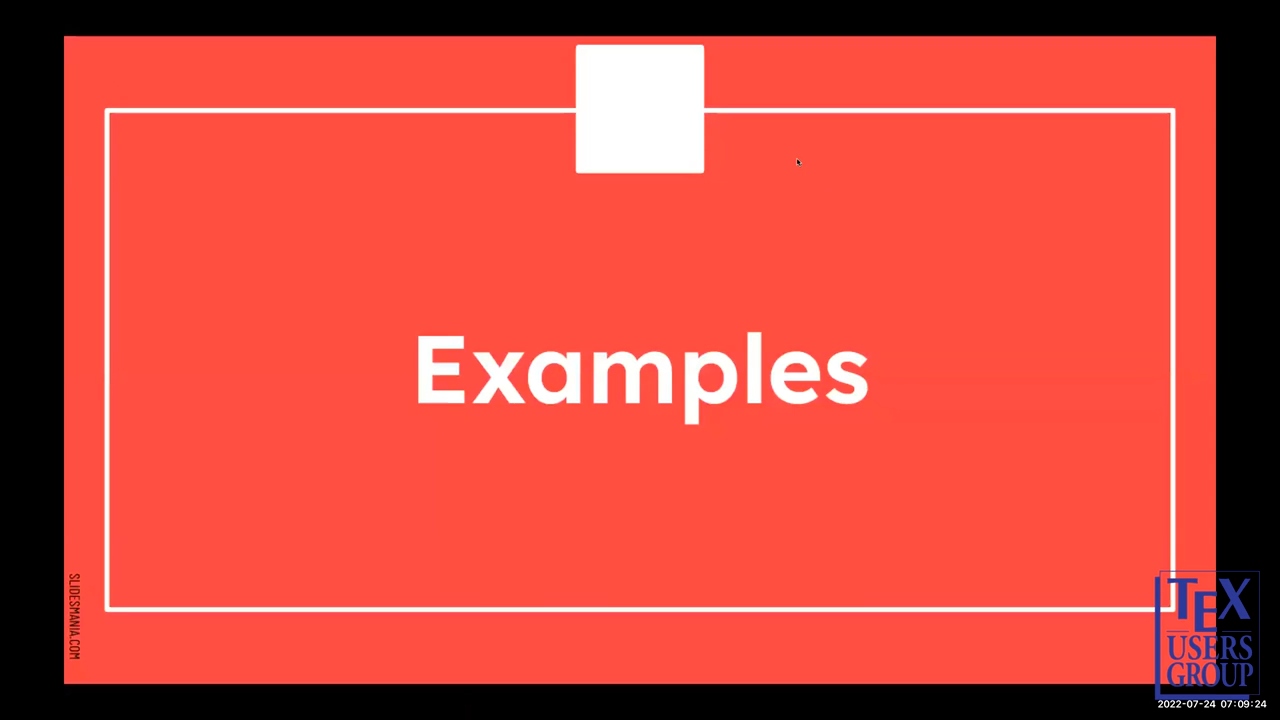 Examples
SLIDESMANIA.COM
TEX
USERS
GROUP
2022-07-24 07:09:24